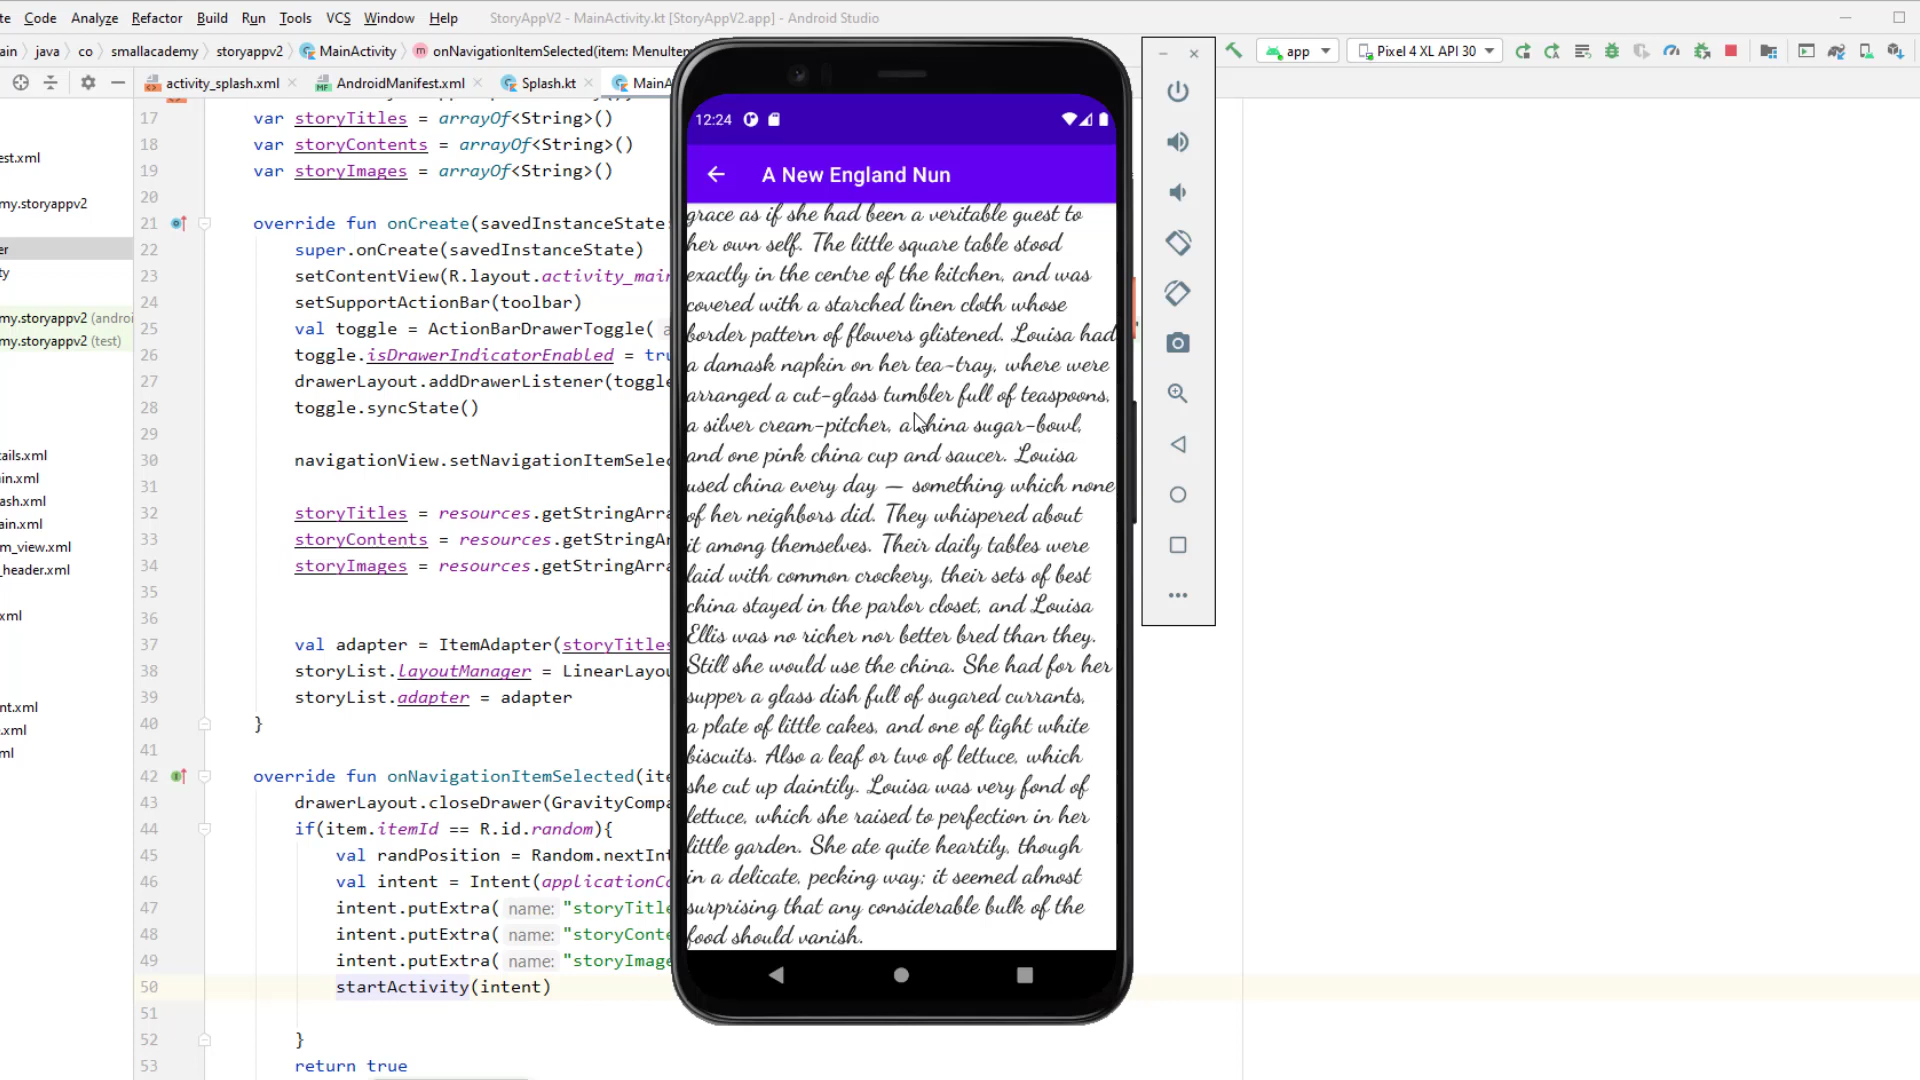 Code Analyze Refactor Build Run Tools VCS Window Help StoryAppV2 - MainActivity.kt [StoryAppV2.app] - Android Studio
java co smallacademy storyappv2 MainActivity onNavigationItemSelected(item: MenuItem app Pixel 4 XL API 30
activity_splash.xml AndroidManifest.xml Splash.kt MainA
my.storyappv2
my.storyappv2 (androi
my.storyappv2 (test)
17 var storyTitles = arrayOf<String>()
18 var storyContents = arrayOf<String>()
19 var storyImages = arrayOf<String>()
20
21 override fun onCreate(savedInstanceState:
22 super.onCreate(savedInstanceState)
23 setContentView(R.layout.activity_main
24 setSupportActionBar(toolbar)
25 val toggle = ActionBarDrawerToggle( a
26 toggle.isDrawerIndicatorEnabled = tru
27 drawerLayout.addDrawerListener(toggle
28 toggle.syncState()
29
30 navigationView.setNavigationItemSelec
31
32 storyTitles = resources.getStringArra
33 storyContents = resources.getStringAr
34 storyImages = resources.getStringArra
35
36
37 val adapter = ItemAdapter(storyTitles
38 storyList.layoutManager = LinearLayou
39 storyList.adapter = adapter
40 }
41
42 override fun onNavigationItemSelected(ite
43 drawerLayout.closeDrawer(GravityCompa
44 if(item.itemId == R.id.random){
45 val randPosition = Random.nextInt
46 val intent = Intent(applicationCo
47 intent.putExtra( name: "storyTitle
48 intent.putExtra( name: "storyConte
49 intent.putExtra( name: "storyImage
50 startActivity(intent)
51
52 }
53 return true
12:24
A New England Nun
grace as if she had been a veritable guest to
her own self. The little square table stood
exactly in the centre of the kitchen, and was
covered with a starched linen cloth whose
border pattern of flowers glistened. Louisa had
a damask napkin on her tea-tray, where were
arranged a cut-glass tumbler full of teaspoons,
a silver cream-pitcher, a china sugar-bowl,
and one pink china cup and saucer. Louisa
used china every day — something which none
of her neighbors did. They whispered about
it among themselves. Their daily tables were
laid with common crockery, their sets of best
china stayed in the parlor closet, and Louisa
Ellis was no richer nor better bred than they.
Still she would use the china. She had for her
supper a glass dish full of sugared currants,
a plate of little cakes, and one of light white
biscuits. Also a leaf or two of lettuce, which
she cut up daintily. Louisa was very fond of
lettuce, which she raised to perfection in her
little garden. She ate quite heartily, though
in a delicate, pecking way; it seemed almost
surprising that any considerable bulk of the
food should vanish.